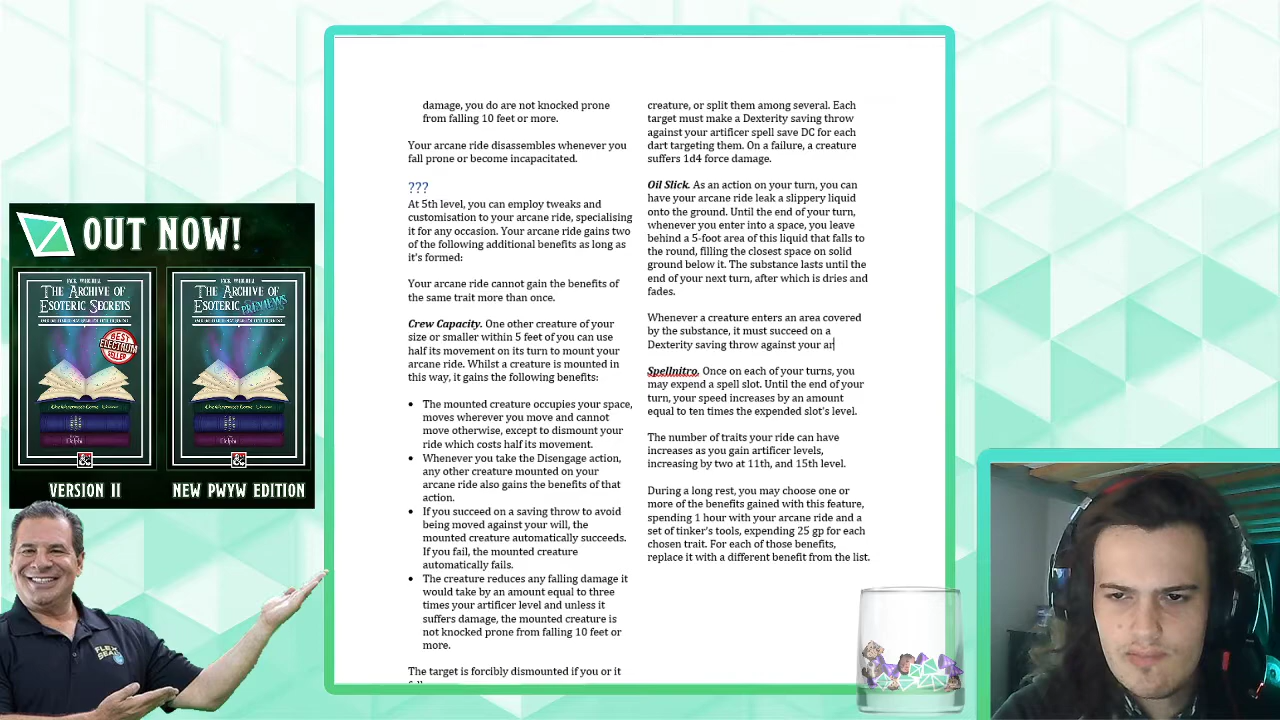 OUT NOW!
THE ARCHIVE OF
ESOTERIC SECRETS
BEST
ELECTRUM
SELLER
THE ARCHIVE OF
ESOTERIC PREVIEWS
VERSION II
NEW PWYW EDITION
FLEX
SEAL
damage, you do are not knocked prone
from falling 10 feet or more.
Your arcane ride disassembles whenever you
fall prone or become incapacitated.
???
At 5th level, you can employ tweaks and
customisation to your arcane ride, specialising
it for any occasion. Your arcane ride gains two
of the following additional benefits as long as
it's formed:
Your arcane ride cannot gain the benefits of
the same trait more than once.
Crew Capacity. One other creature of your
size or smaller within 5 feet of you can use
half its movement on its turn to mount your
arcane ride. Whilst a creature is mounted in
this way, it gains the following benefits:
• The mounted creature occupies your space,
moves wherever you move and cannot
move otherwise, except to dismount your
ride which costs half its movement.
• Whenever you take the Disengage action,
any other creature mounted on your
arcane ride also gains the benefits of that
action.
• If you succeed on a saving throw to avoid
being moved against your will, the
mounted creature automatically succeeds.
If you fail, the mounted creature
automatically fails.
• The creature reduces any falling damage it
would take by an amount equal to three
times your artificer level and unless it
suffers damage, the mounted creature is
not knocked prone from falling 10 feet or
more.
The target is forcibly dismounted if you or it
creature, or split them among several. Each
target must make a Dexterity saving throw
against your artificer spell save DC for each
dart targeting them. On a failure, a creature
suffers 1d4 force damage.
Oil Slick. As an action on your turn, you can
have your arcane ride leak a slippery liquid
onto the ground. Until the end of your turn,
whenever you enter into a space, you leave
behind a 5-foot area of this liquid that falls to
the round, filling the closest space on solid
ground below it. The substance lasts until the
end of your next turn, after which is dries and
fades.
Whenever a creature enters an area covered
by the substance, it must succeed on a
Dexterity saving throw against your ar
Spellnitro. Once on each of your turns, you
may expend a spell slot. Until the end of your
turn, your speed increases by an amount
equal to ten times the expended slot's level.
The number of traits your ride can have
increases as you gain artificer levels,
increasing by two at 11th, and 15th level.
During a long rest, you may choose one or
more of the benefits gained with this feature,
spending 1 hour with your arcane ride and a
set of tinker's tools, expending 25 gp for each
chosen trait. For each of those benefits,
replace it with a different benefit from the list.